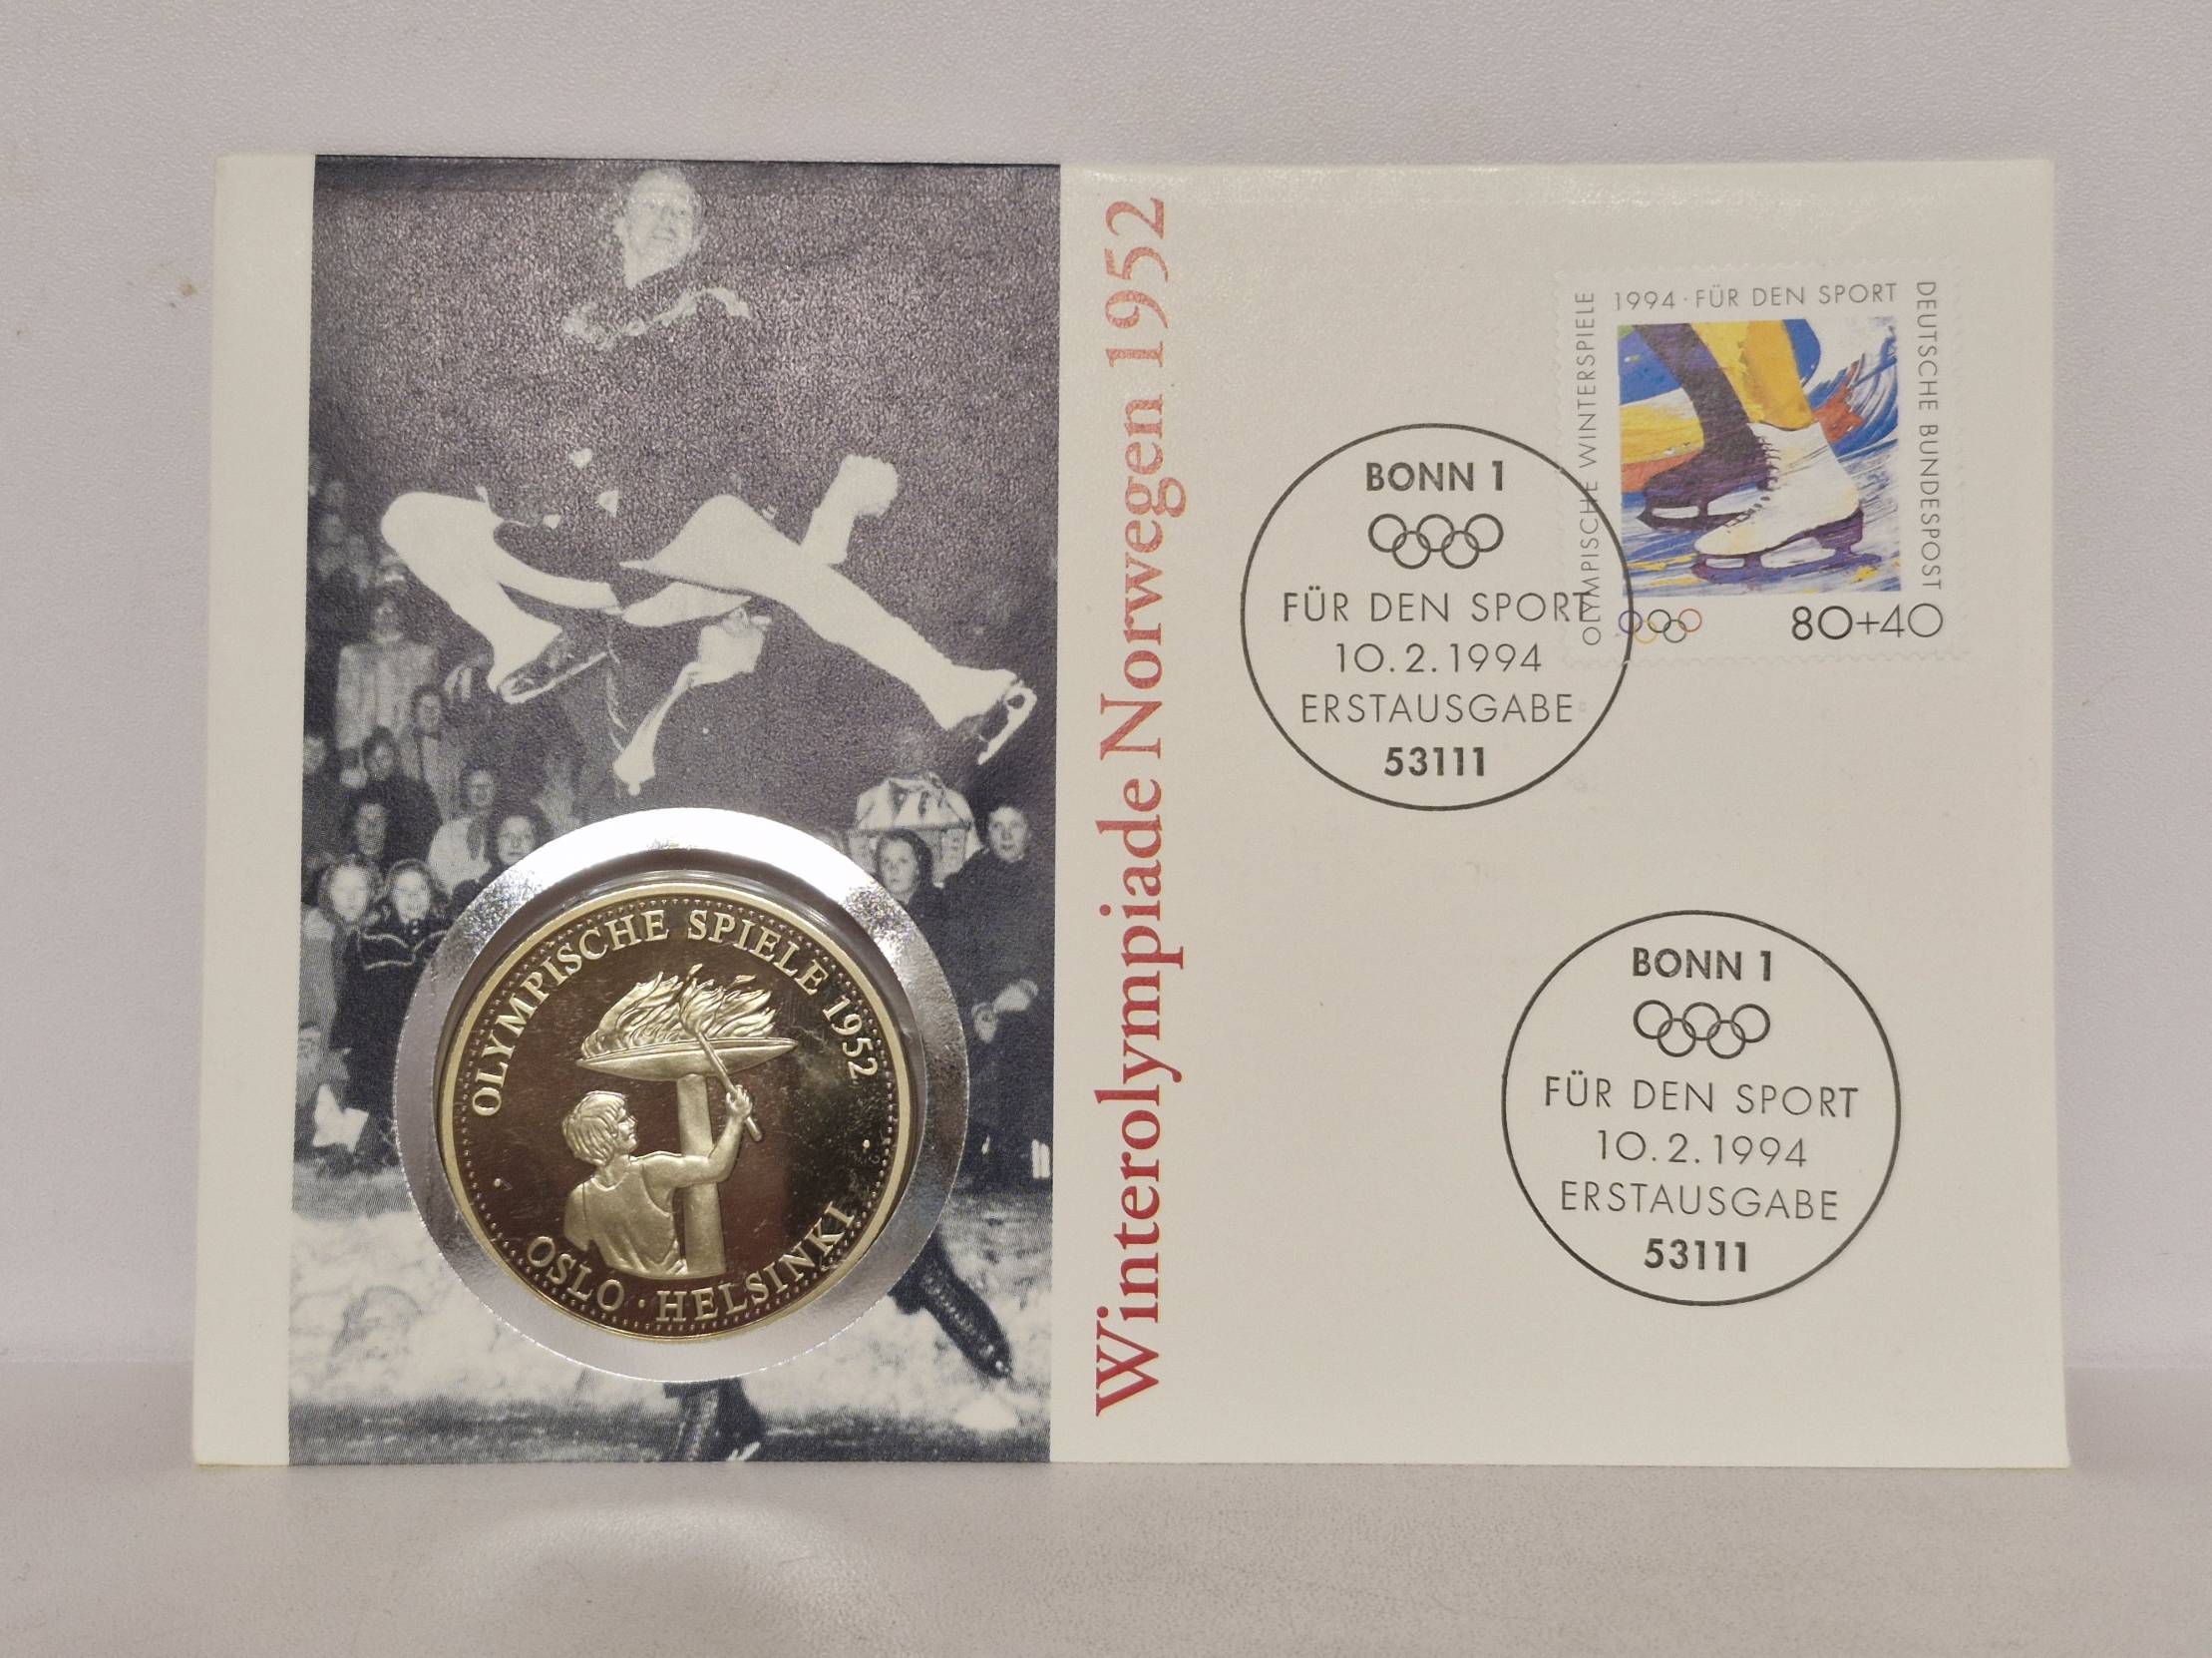 OLYMPISCHE SPIELE 1952
OSLO · HELSINKI
Winterolympiade Norwegen 1952
1994 · FÜR DEN SPORT
OLYMPISCHE WINTERSPIELE
DEUTSCHE BUNDESPOST
80+40
BONN 1
FÜR DEN SPORT
10.2.1994
ERSTAUSGABE
53111
BONN 1
FÜR DEN SPORT
10.2.1994
ERSTAUSGABE
53111